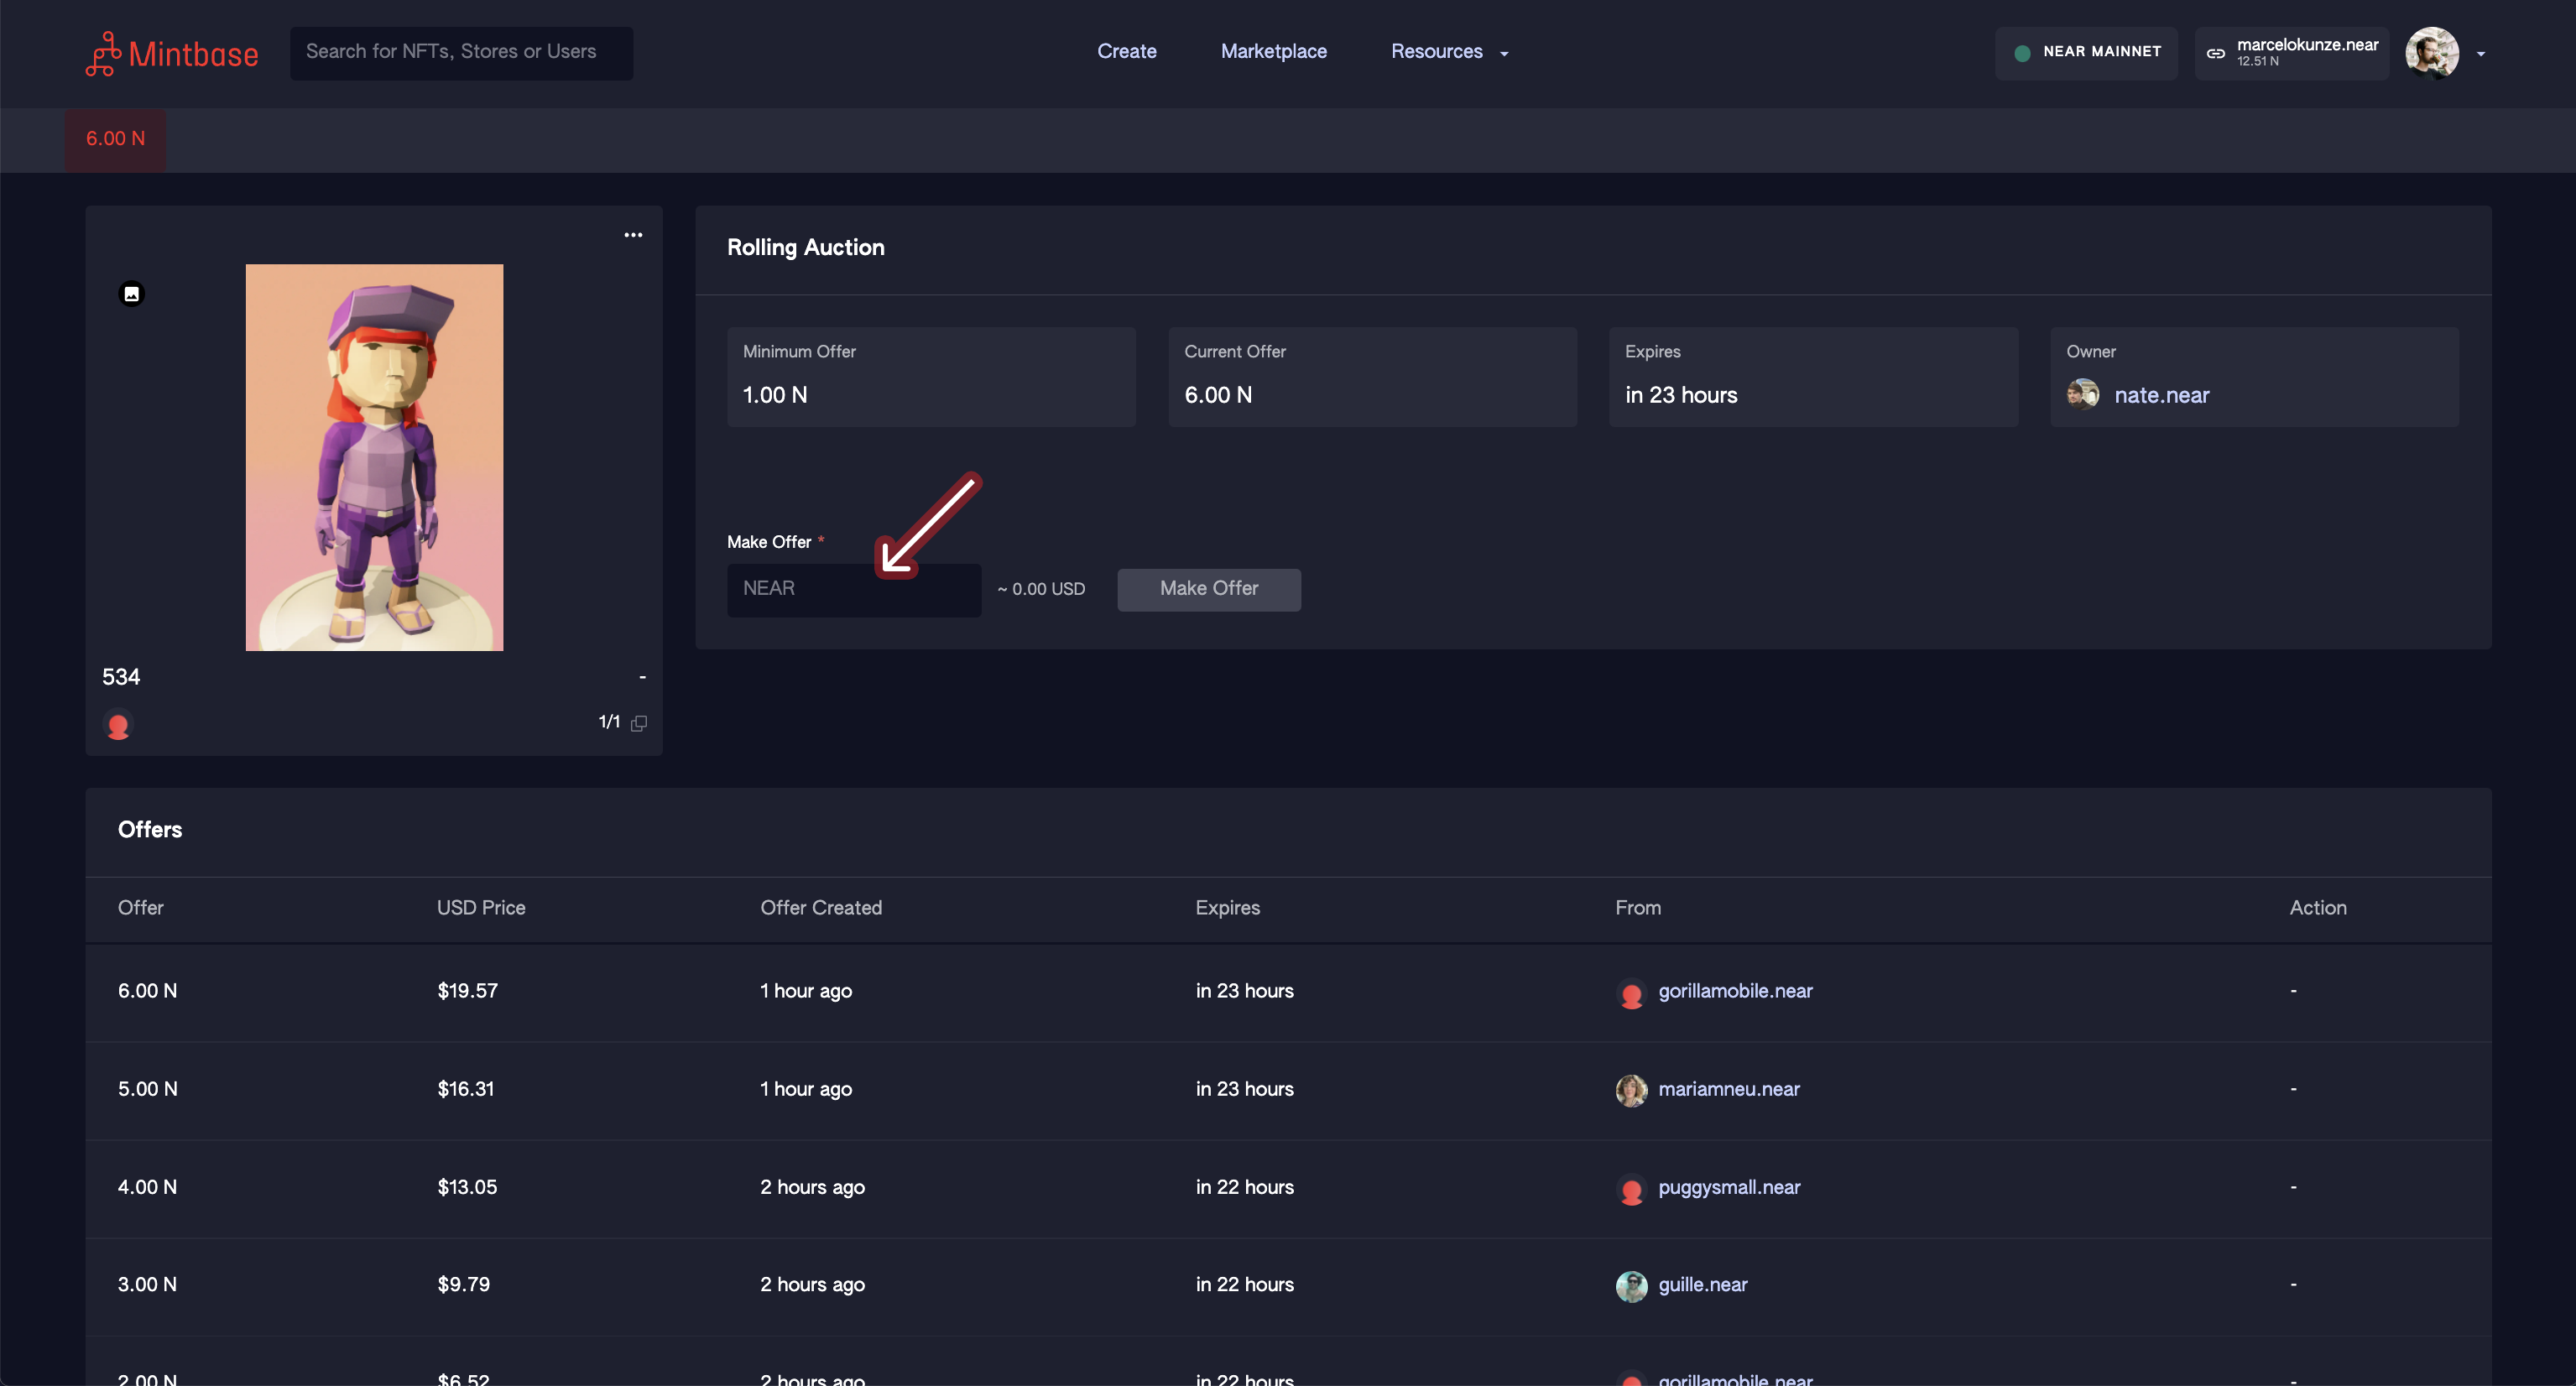 Mintbase
Search for NFTs, Stores or Users
Create
Marketplace
Resources
NEAR MAINNET
marcelokunze.near
12.51 N
6.00 N
Rolling Auction
Minimum Offer
1.00 N
Current Offer
6.00 N
Expires
in 23 hours
Owner
nate.near
Make Offer *
NEAR
~ 0.00 USD
Make Offer
534
-
1/1
Offers
Offer USD Price Offer Created Expires From Action
6.00 N $19.57 1 hour ago in 23 hours gorillamobile.near -
5.00 N $16.31 1 hour ago in 23 hours mariamneu.near -
4.00 N $13.05 2 hours ago in 22 hours puggysmall.near -
3.00 N $9.79 2 hours ago in 22 hours guille.near -
2.00 N $6.52 2 hours ago in 22 hours gorillamobile.near -